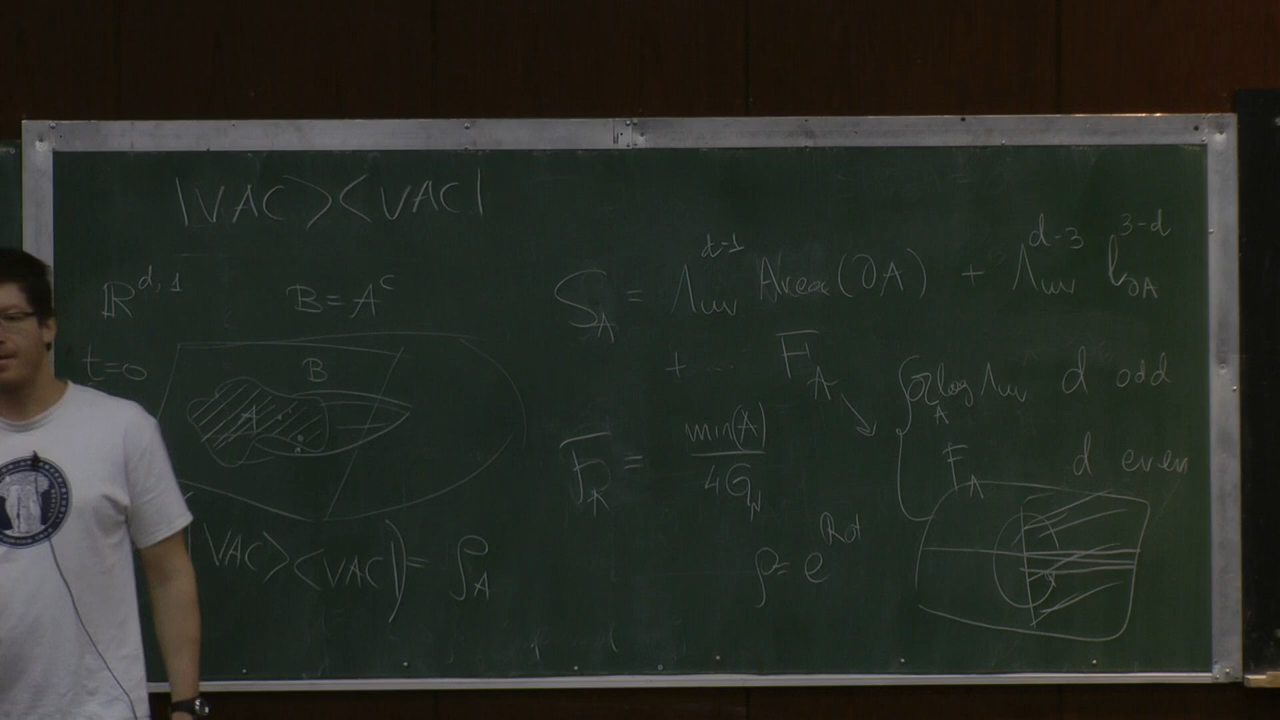 |VAC><VAC|
ℝ^{d,1}
B=A^c
t=0
B
A
VAC><VAC|) = ρ_A
S_A = Λ_{uv}^{d-1} Area(∂A) + Λ_{uv}^{d-3} l_{∂A}^{3-d}
+ ... F_A
log Λ_{uv} d odd
F_A d even
F_A = min(A) / 4G_N
ρ = e^{Rot}